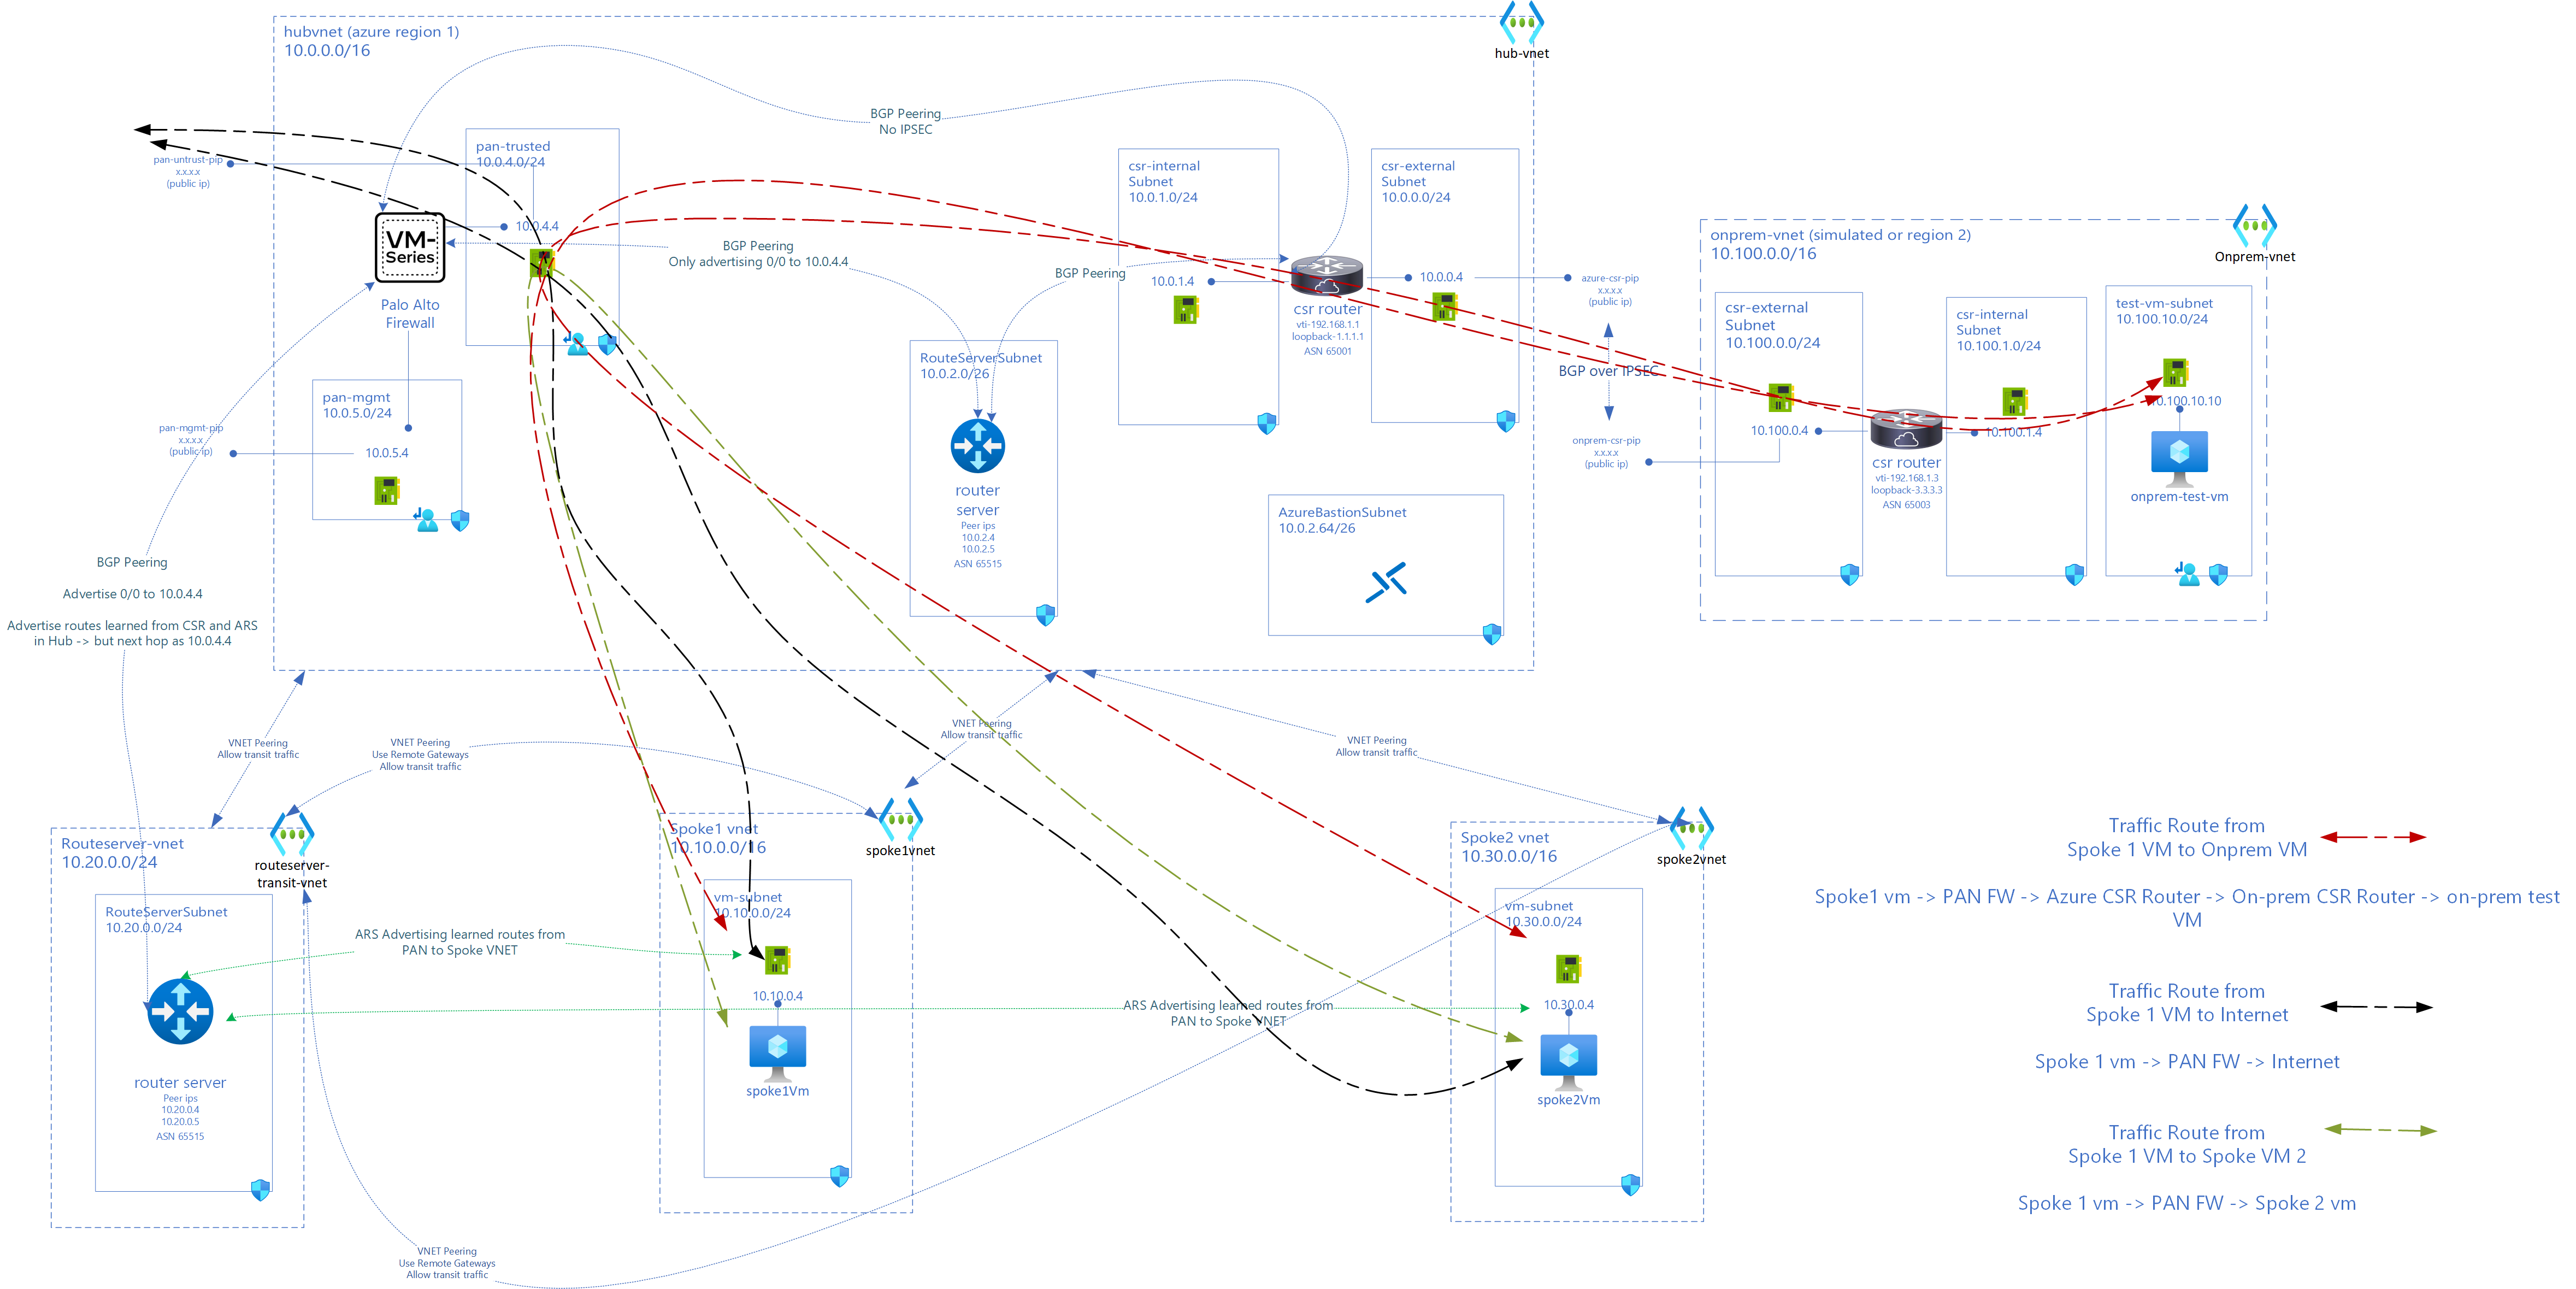 hubvnet (azure region 1)
10.0.0.0/16
hub-vnet
BGP Peering
No IPSEC
pan-untrust-pip
x.x.x.x
(public ip)
pan-trusted
10.0.4.0/24
10.0.4.4
VM-
Series
Palo Alto
Firewall
BGP Peering
Only advertising 0/0 to 10.0.4.4
BGP Peering
csr-internal
Subnet
10.0.1.0/24
10.0.1.4
csr-external
Subnet
10.0.0.0/24
10.0.0.4
csr router
vti-192.168.1.1
loopback-1.1.1.1
ASN 65001
azure-csr-pip
x.x.x.x
(public ip)
BGP over IPSEC
onprem-csr-pip
x.x.x.x
(public ip)
onprem-vnet (simulated or region 2)
10.100.0.0/16
Onprem-vnet
csr-external
Subnet
10.100.0.0/24
10.100.0.4
csr-internal
Subnet
10.100.1.0/24
10.100.1.4
csr router
vti-192.168.1.3
loopback-3.3.3.3
ASN 65003
test-vm-subnet
10.100.10.0/24
10.100.10.10
onprem-test-vm
pan-mgmt
10.0.5.0/24
10.0.5.4
pan-mgmt-pip
x.x.x.x
(public ip)
RouteServerSubnet
10.0.2.0/26
router
server
Peer ips
10.0.2.4
10.0.2.5
ASN 65515
AzureBastionSubnet
10.0.2.64/26
BGP Peering
Advertise 0/0 to 10.0.4.4
Advertise routes learned from CSR and ARS
in Hub -> but next hop as 10.0.4.4
VNET Peering
Allow transit traffic
VNET Peering
Use Remote Gateways
Allow transit traffic
VNET Peering
Allow transit traffic
VNET Peering
Allow transit traffic
Routeserver-vnet
10.20.0.0/24
routeserver-
transit-vnet
RouteServerSubnet
10.20.0.0/24
router server
Peer ips
10.20.0.4
10.20.0.5
ASN 65515
ARS Advertising learned routes from
PAN to Spoke VNET
Spoke1 vnet
10.10.0.0/16
spoke1vnet
vm-subnet
10.10.0.0/24
10.10.0.4
spoke1Vm
ARS Advertising learned routes from
PAN to Spoke VNET
Spoke2 vnet
10.30.0.0/16
spoke2vnet
vm-subnet
10.30.0.0/24
10.30.0.4
spoke2Vm
VNET Peering
Use Remote Gateways
Allow transit traffic
Traffic Route from
Spoke 1 VM to Onprem VM
Spoke1 vm -> PAN FW -> Azure CSR Router -> On-prem CSR Router -> on-prem test
VM
Traffic Route from
Spoke 1 VM to Internet
Spoke 1 vm -> PAN FW -> Internet
Traffic Route from
Spoke 1 VM to Spoke VM 2
Spoke 1 vm -> PAN FW -> Spoke 2 vm